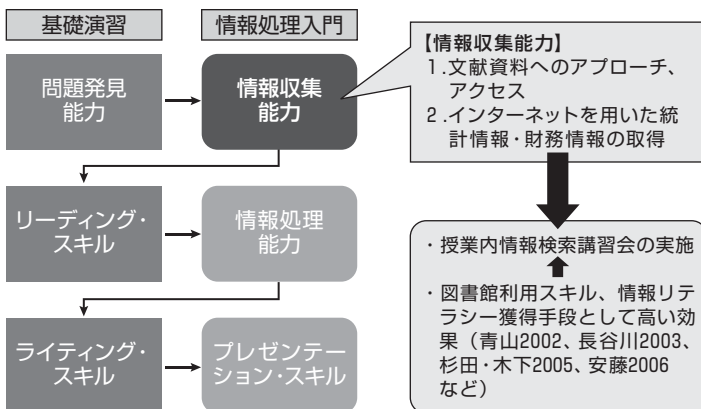 基礎演習
情報処理入門
問題発見
能力
情報収集
能力
【情報収集能力】
1.文献資料へのアプローチ、
アクセス
2.インターネットを用いた統
計情報・財務情報の取得
リーディング・
スキル
情報処理
能力
・授業内情報検索講習会の実施
・図書館利用スキル、情報リテ
ラシー獲得手段として高い効
果（青山2002、長谷川2003、
杉田・木下2005、安藤2006
など）
ライティング・
スキル
プレゼンテー
ション・スキル